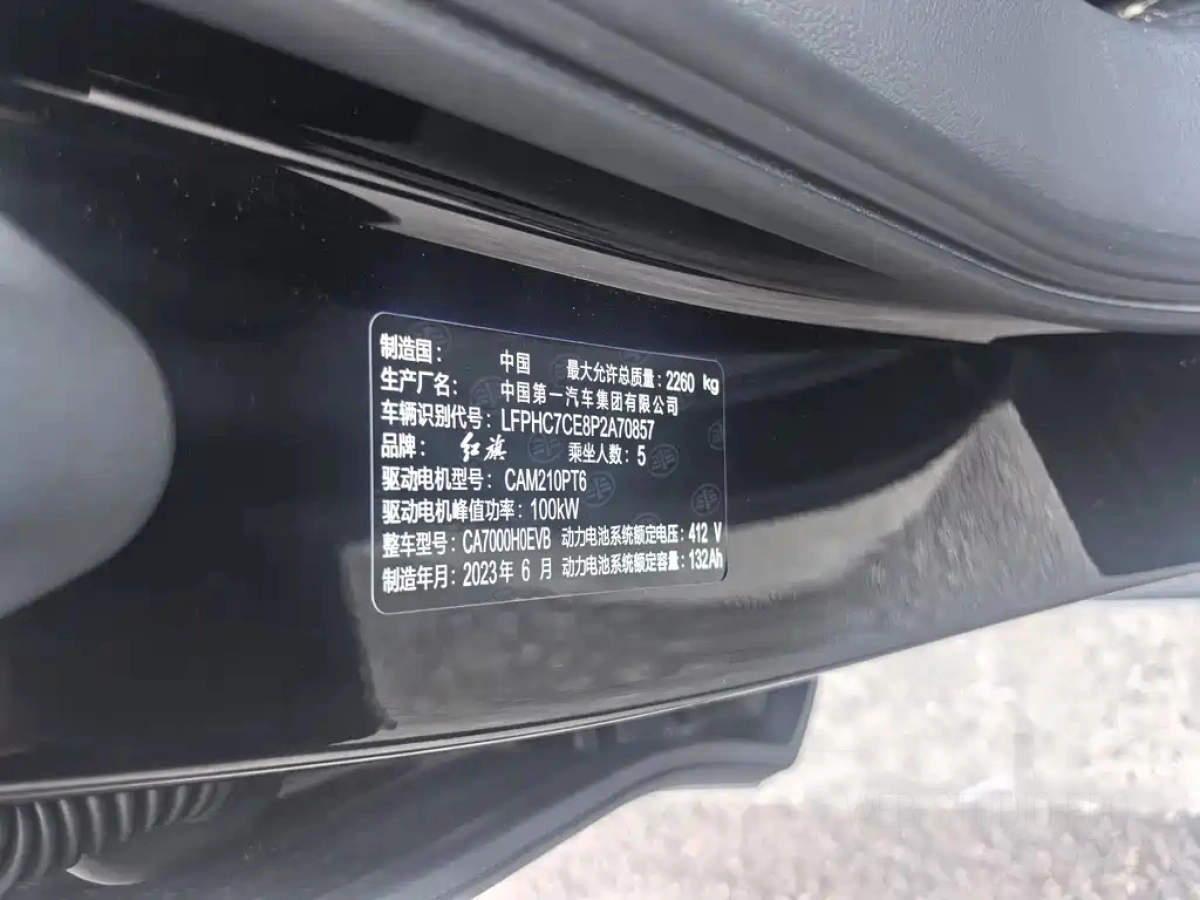 制造国： 中国 最大允许总质量：2260 kg
生产厂名： 中国第一汽车集团有限公司
车辆识别代号：LFPHC7CE8P2A70857
品牌： 红旗 乘坐人数：5
驱动电机型号：CAM210PT6
驱动电机峰值功率：100kW
整车型号：CA7000H0EVB 动力电池系统额定电压：412 V
制造年月：2023年 6 月 动力电池系统额定容量：132Ah